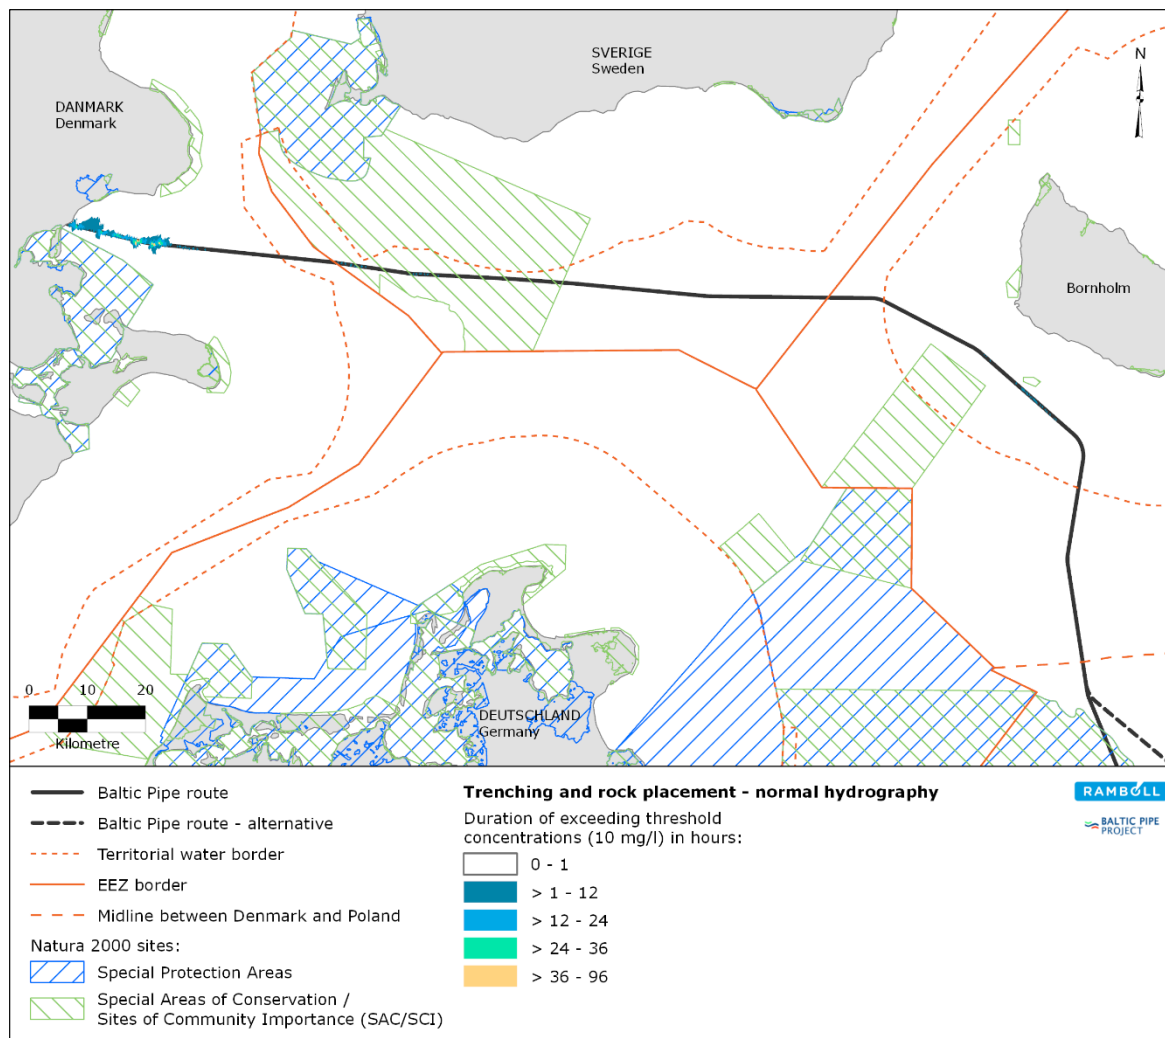 SVERIGE
Sweden
N
DANMARK
Denmark
Bornholm
0 10 20
Kilometre
DEUTSCHLAND
Germany
Baltic Pipe route
Baltic Pipe route - alternative
Territorial water border
EEZ border
Midline between Denmark and Poland
Natura 2000 sites:
Special Protection Areas
Special Areas of Conservation /
Sites of Community Importance (SAC/SCI)
Trenching and rock placement - normal hydrography
Duration of exceeding threshold
concentrations (10 mg/l) in hours:
0 - 1
> 1 - 12
> 12 - 24
> 24 - 36
> 36 - 96
RAMBOLL
BALTIC PIPE
PROJECT